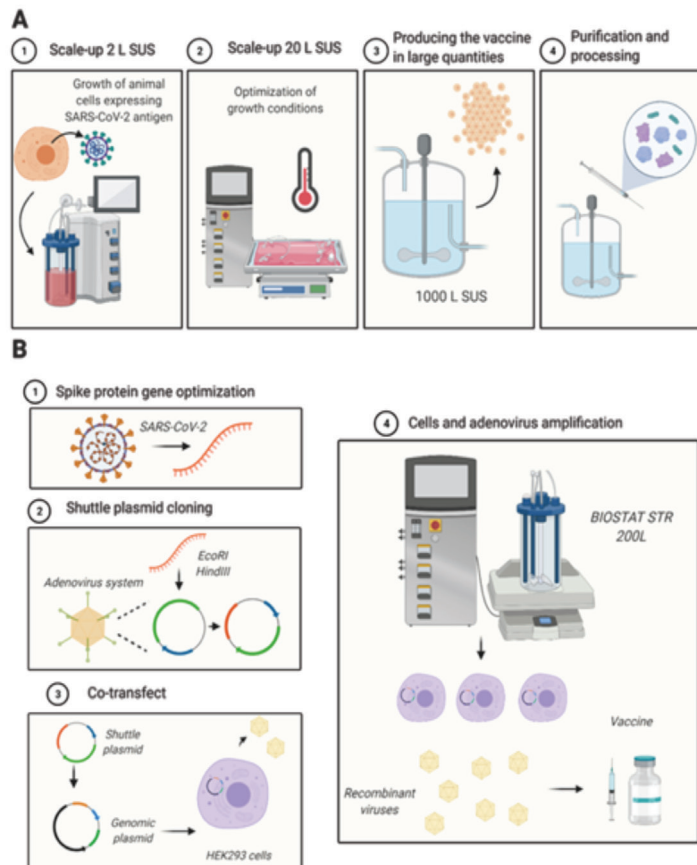 A
1 Scale-up 2 L SUS
Growth of animal
cells expressing
SARS-CoV-2 antigen
2 Scale-up 20 L SUS
Optimization of
growth conditions
3 Producing the vaccine
in large quantities
1000 L SUS
4 Purification and
processing
B
1 Spike protein gene optimization
SARS-CoV-2
2 Shuttle plasmid cloning
EcoRI
HindIII
Adenovirus system
3 Co-transfect
Shuttle
plasmid
Genomic
plasmid
HEK293 cells
4 Cells and adenovirus amplification
BIOSTAT STR
200L
Vaccine
Recombinant
viruses